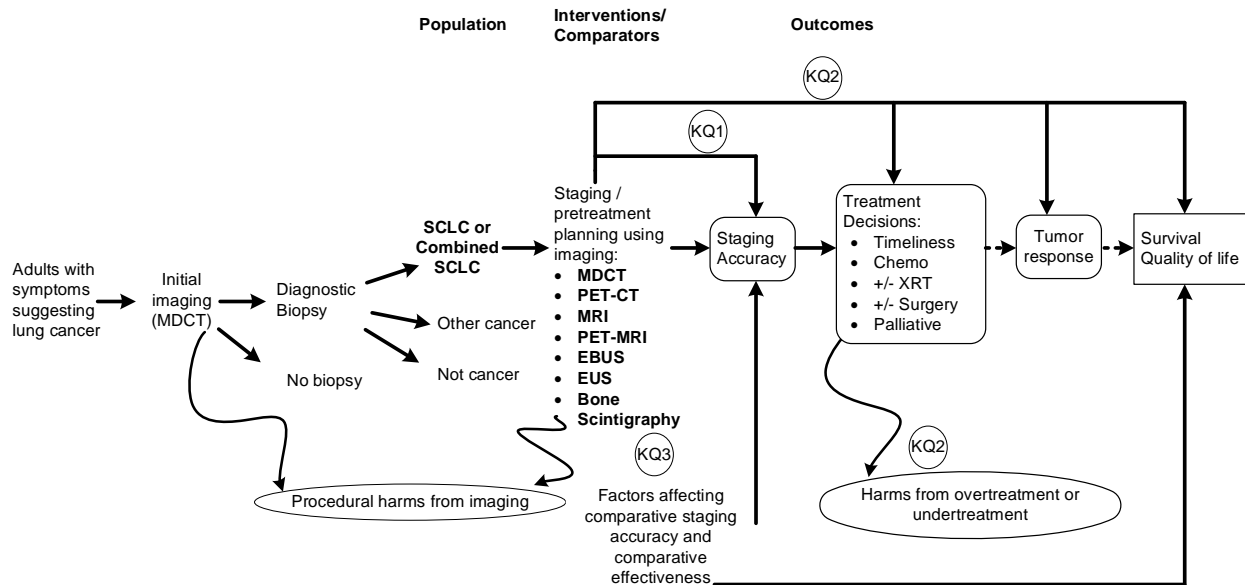 Population
Interventions/
Comparators
Outcomes
KQ2
KQ1
Adults with
symptoms
suggesting
lung cancer
Initial
imaging
(MDCT)
Diagnostic
Biopsy
No biopsy
SCLC or
Combined
SCLC
Other cancer
Not cancer
Staging /
pretreatment
planning using
imaging:
• MDCT
• PET-CT
• MRI
• PET-MRI
• EBUS
• EUS
• Bone
Scintigraphy
Staging
Accuracy
Treatment
Decisions:
• Timeliness
• Chemo
• +/- XRT
• +/- Surgery
• Palliative
Tumor
response
Survival
Quality of life
KQ3
KQ2
Procedural harms from imaging
Factors affecting
comparative staging
accuracy and
comparative
effectiveness
Harms from overtreatment or
undertreatment